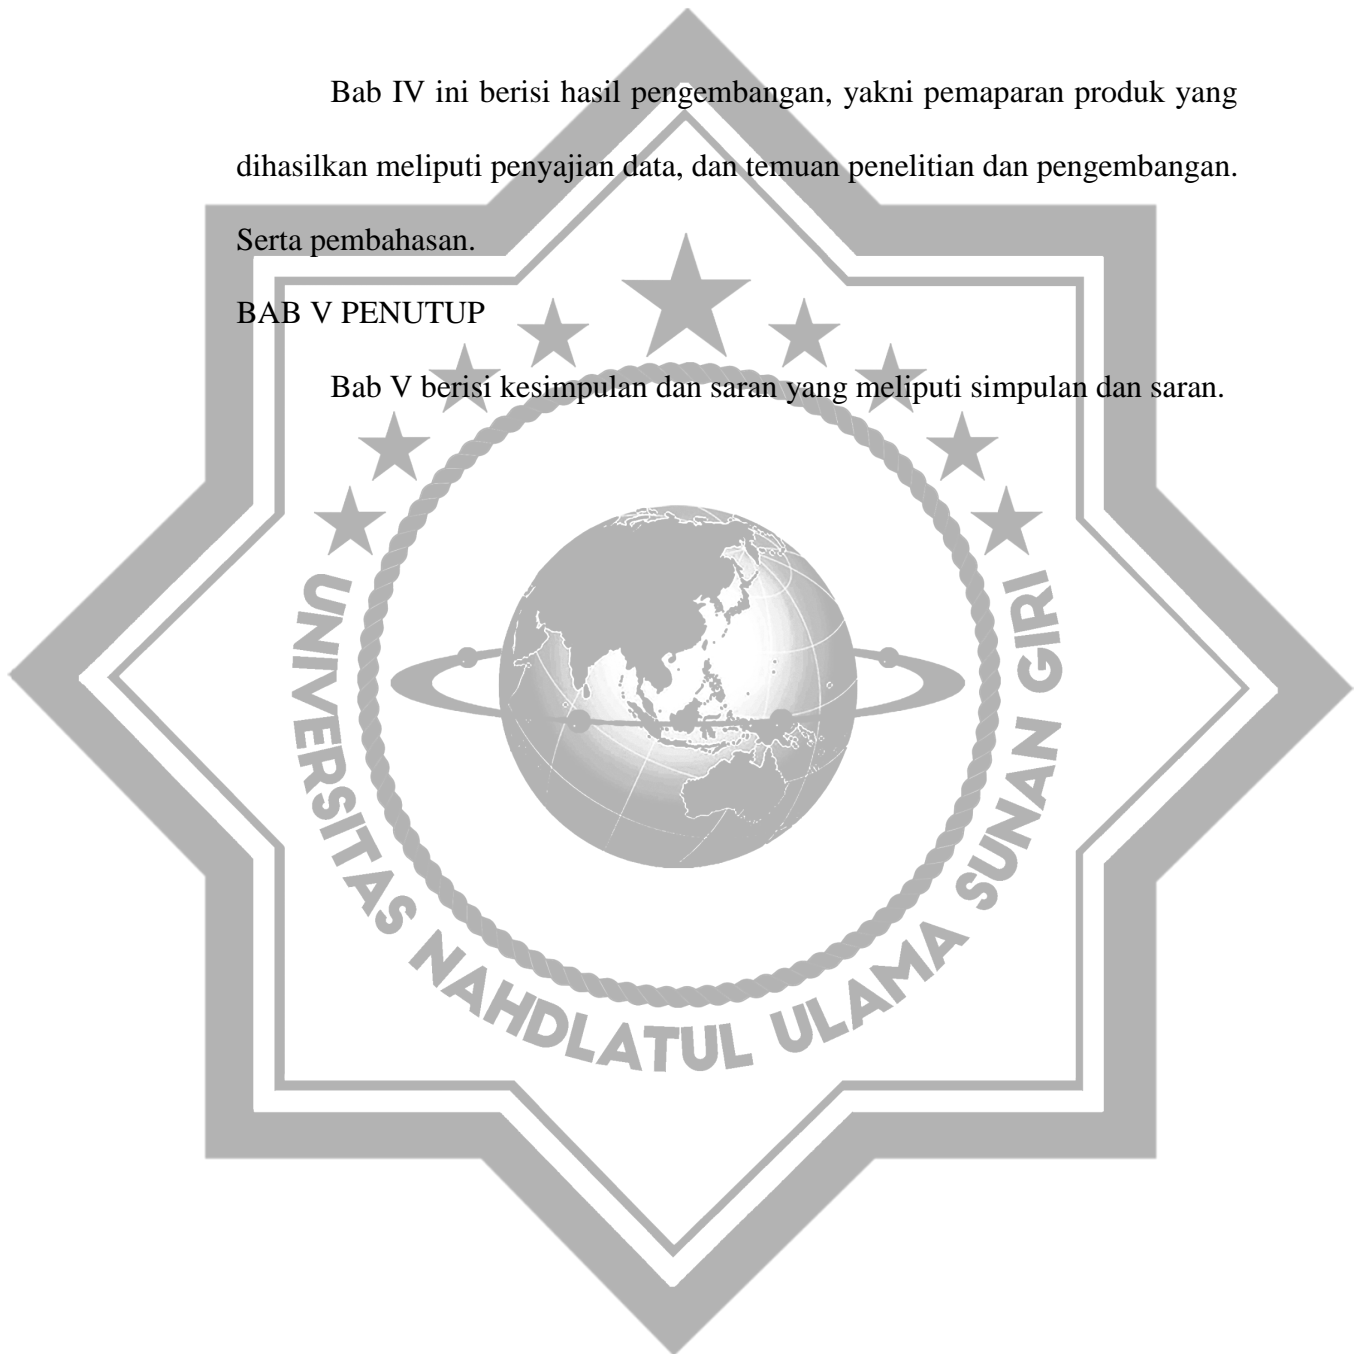 Bab IV ini berisi hasil pengembangan, yakni pemaparan produk yang
dihasilkan meliputi penyajian data, dan temuan penelitian dan pengembangan.
Serta pembahasan.
BAB V PENUTUP
Bab V berisi kesimpulan dan saran yang meliputi simpulan dan saran.
UNIVERSITAS NAHDLATUL ULAMA SUNAN GIRI